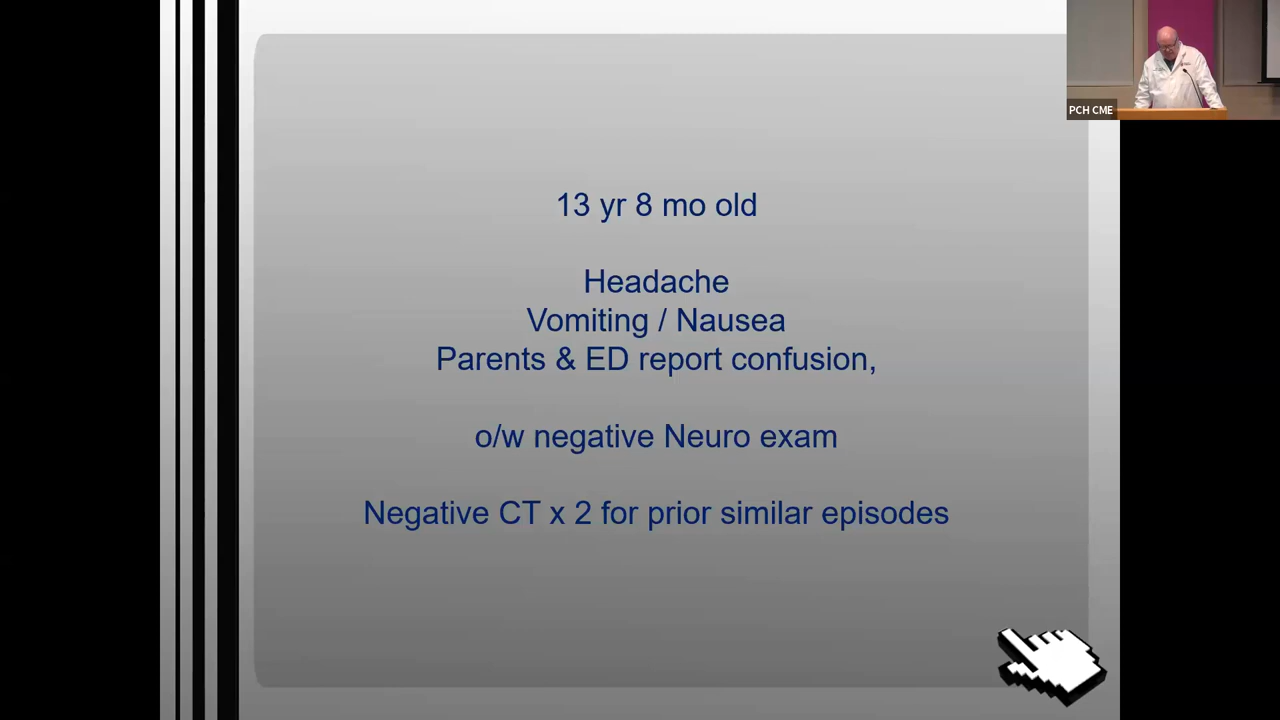 PCH CME
13 yr 8 mo old
Headache
Vomiting / Nausea
Parents & ED report confusion,
o/w negative Neuro exam
Negative CT x 2 for prior similar episodes